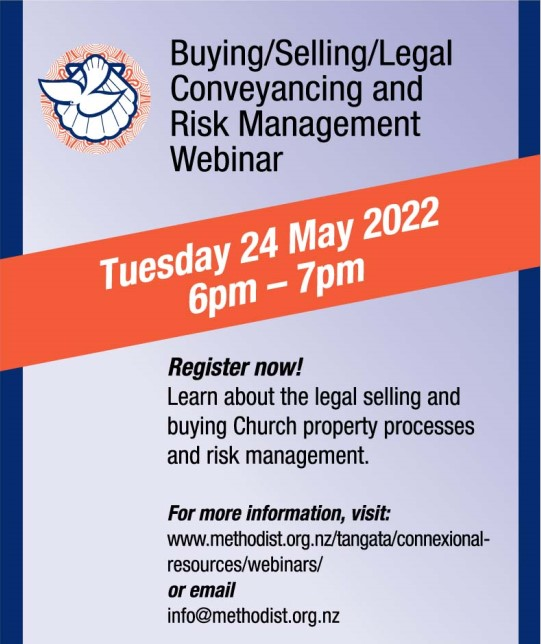 Buying/Selling/Legal
Conveyancing and
Risk Management
Webinar
Tuesday 24 May 2022
6pm – 7pm
Register now!
Learn about the legal selling and
buying Church property processes
and risk management.
For more information, visit:
www.methodist.org.nz/tangata/connexional-
resources/webinars/
or email
info@methodist.org.nz